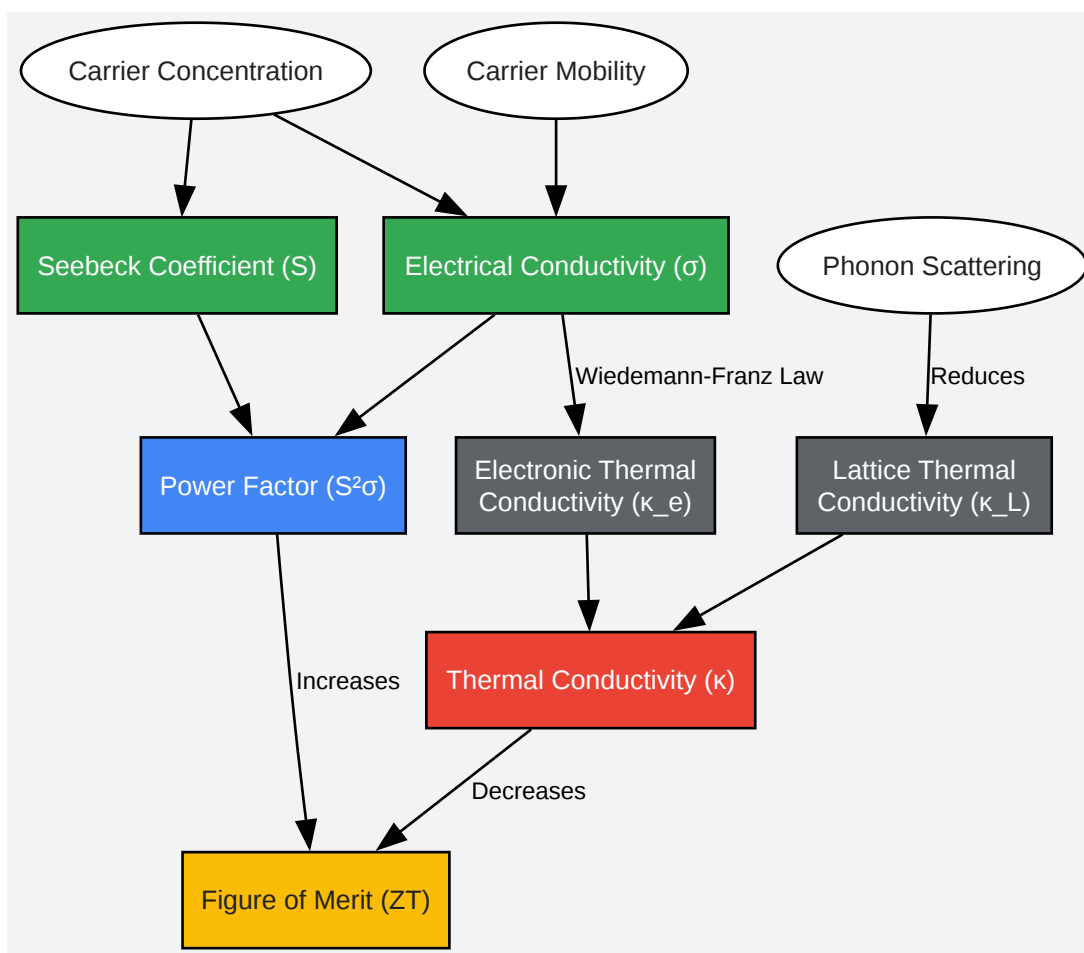 Carrier Concentration
Carrier Mobility
Seebeck Coefficient (S)
Electrical Conductivity (σ)
Phonon Scattering
Wiedemann-Franz Law
Reduces
Power Factor (S²σ)
Electronic Thermal
Conductivity (κ_e)
Lattice Thermal
Conductivity (κ_L)
Increases
Thermal Conductivity (κ)
Decreases
Figure of Merit (ZT)